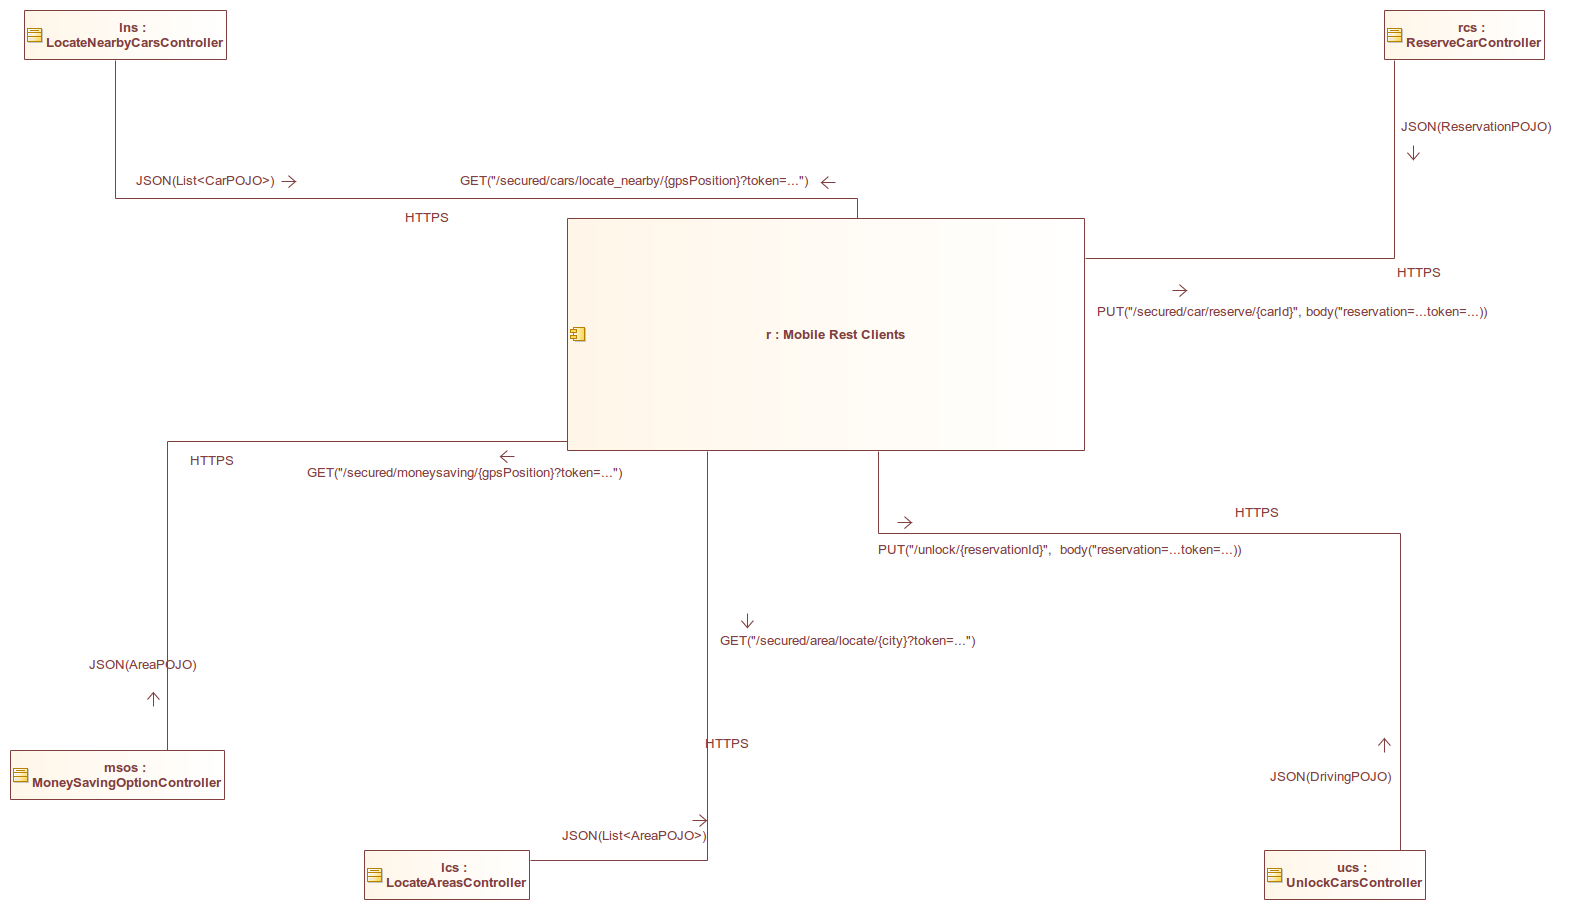 lns :
LocateNearbyCarsController
rcs :
ReserveCarController
JSON(ReservationPOJO)
JSON(List<CarPOJO>)
GET("/secured/cars/locate_nearby/{gpsPosition}?token=...")
HTTPS
HTTPS
PUT("/secured/car/reserve/{carId}", body("reservation=...token=...))
r : Mobile Rest Clients
HTTPS
GET("/secured/moneysaving/{gpsPosition}?token=...")
HTTPS
PUT("/unlock/{reservationId}",  body("reservation=...token=...))
GET("/secured/area/locate/{city}?token=...")
JSON(AreaPOJO)
HTTPS
msos :
MoneySavingOptionController
JSON(DrivingPOJO)
JSON(List<AreaPOJO>)
lcs :
LocateAreasController
ucs :
UnlockCarsController